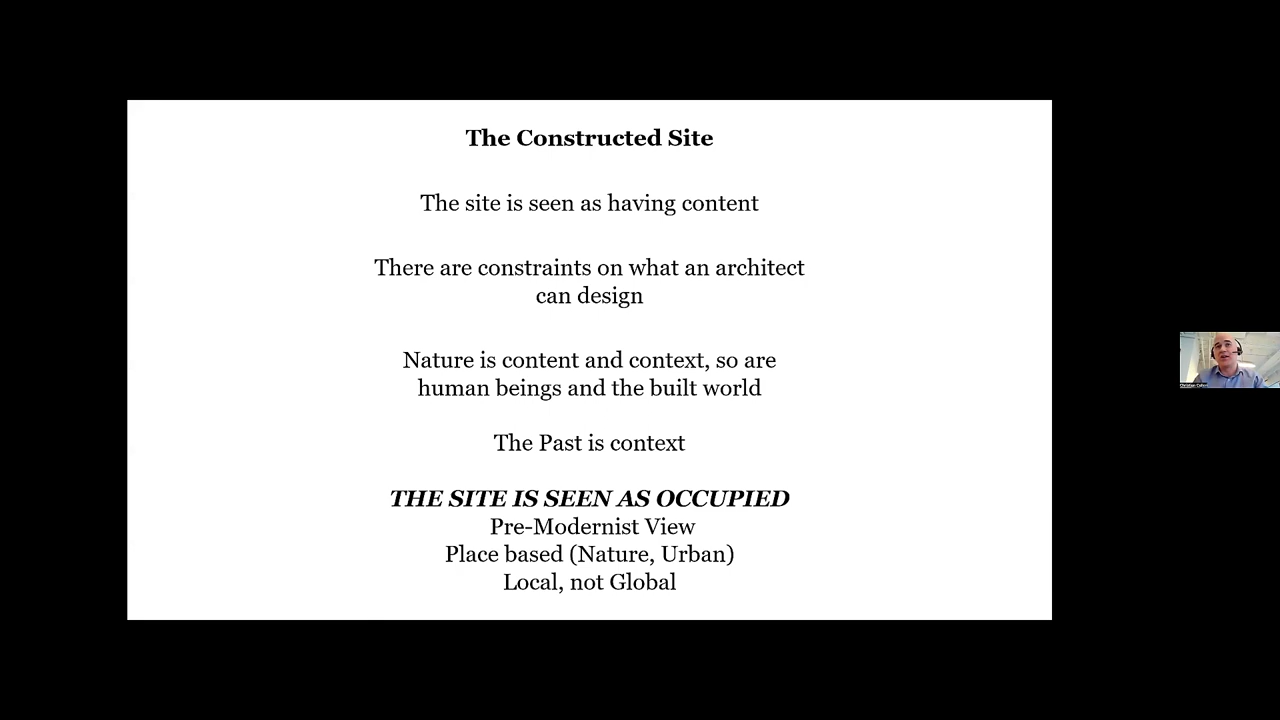 The Constructed Site
The site is seen as having content
There are constraints on what an architect
can design
Nature is content and context, so are
human beings and the built world
The Past is context
THE SITE IS SEEN AS OCCUPIED
Pre-Modernist View
Place based (Nature, Urban)
Local, not Global